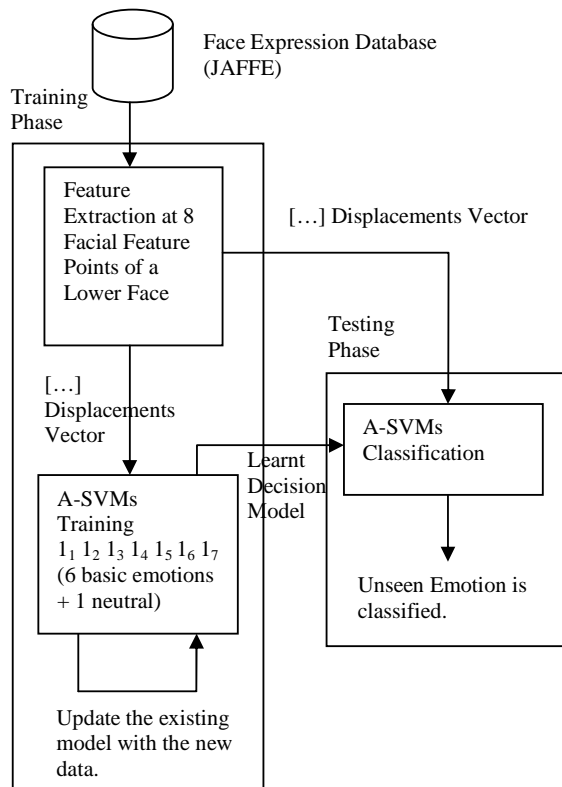 Face Expression Database
(JAFFE)
Training
Phase
Feature
Extraction at 8
Facial Feature
Points of a
Lower Face
[…] Displacements Vector
Testing
Phase
[…]
Displacements
Vector
A-SVMs
Classification
Learnt
Decision
Model
A-SVMs
Training
1₁ 1₂ 1₃ 1₄ 1₅ 1₆ 1₇
(6 basic emotions
+ 1 neutral)
Unseen Emotion is
classified.
Update the existing
model with the new
data.